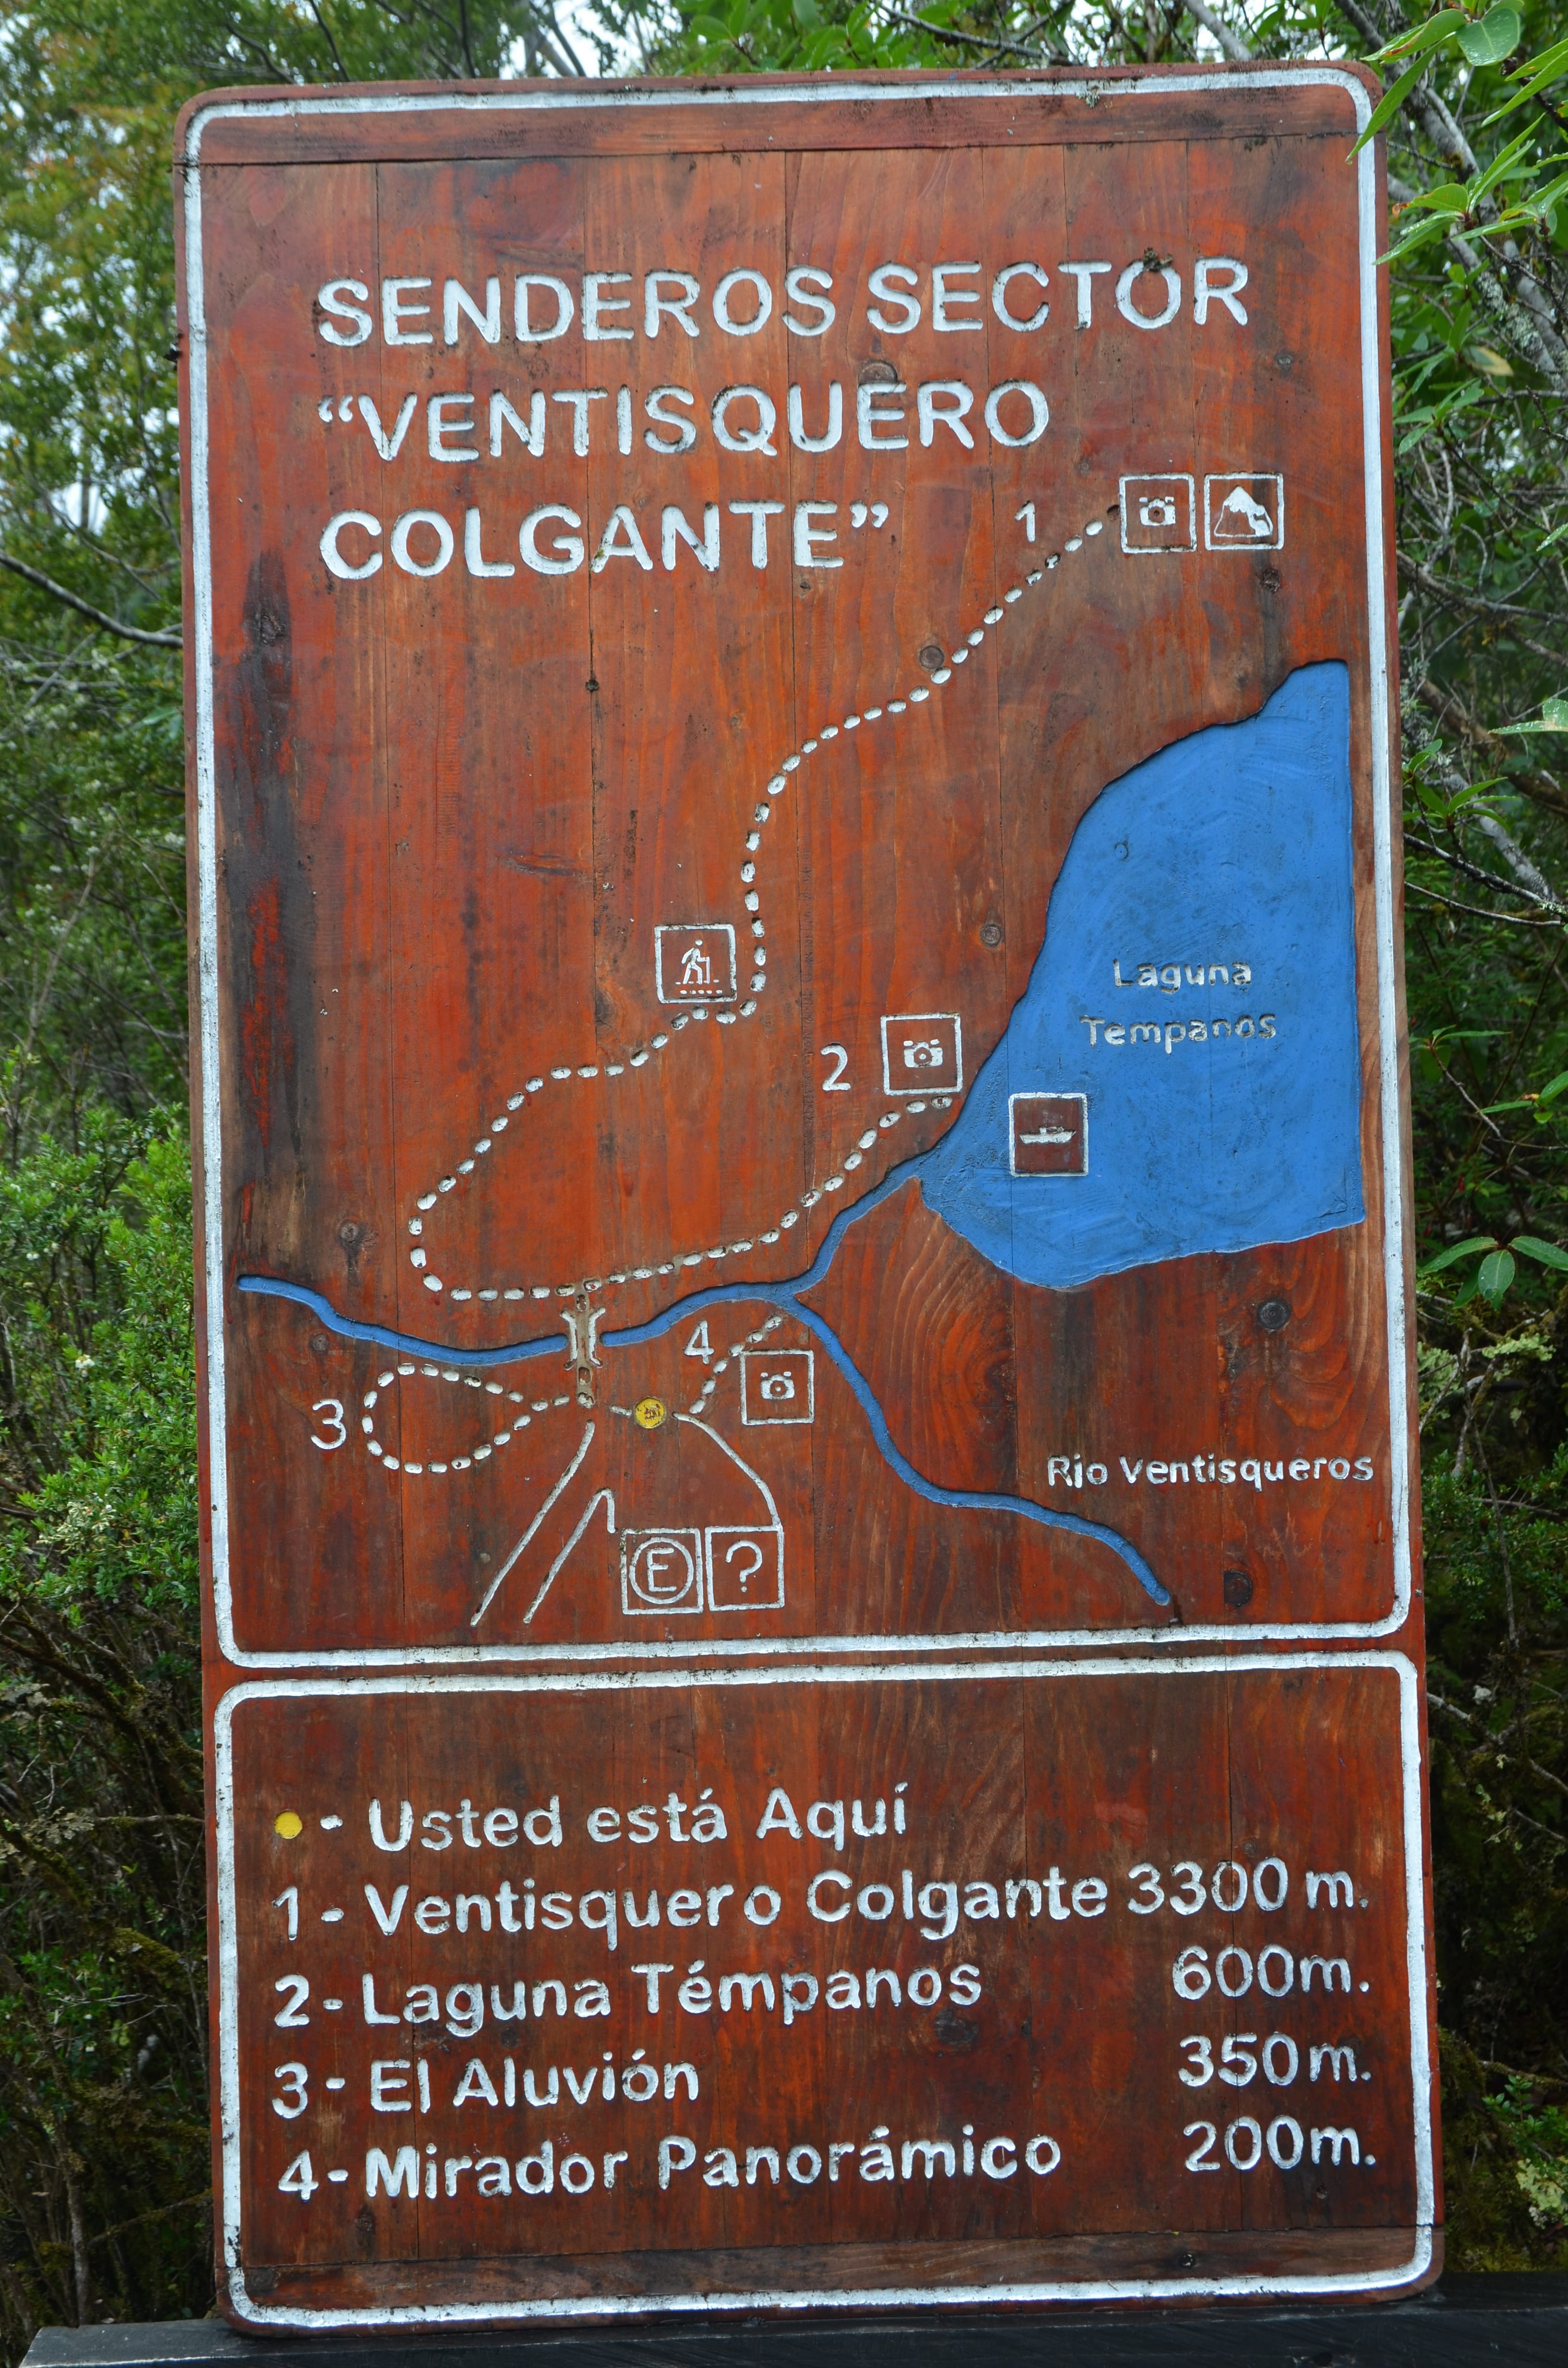 SENDEROS SECTOR
“VENTISQUERO
COLGANTE”
1
Laguna
Tempanos
2
4
3
Rio Ventisqueros
E ?
- Usted está Aquí
1- Ventisquero Colgante 3300 m.
2- Laguna Témpanos 600m.
3- El Aluvión 350m.
4- Mirador Panorámico 200m.